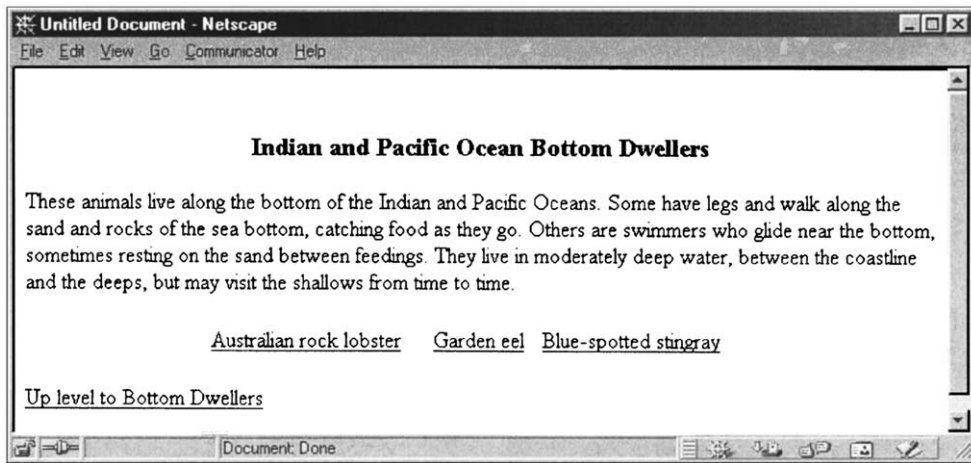 Untitled Document - Netscape
File Edit View Go Communicator Help
Indian and Pacific Ocean Bottom Dwellers
These animals live along the bottom of the Indian and Pacific Oceans. Some have legs and walk along the
sand and rocks of the sea bottom, catching food as they go. Others are swimmers who glide near the bottom,
sometimes resting on the sand between feedings. They live in moderately deep water, between the coastline
and the deeps, but may visit the shallows from time to time.
Australian rock lobster Garden eel Blue-spotted stingray
Up level to Bottom Dwellers
Document: Done